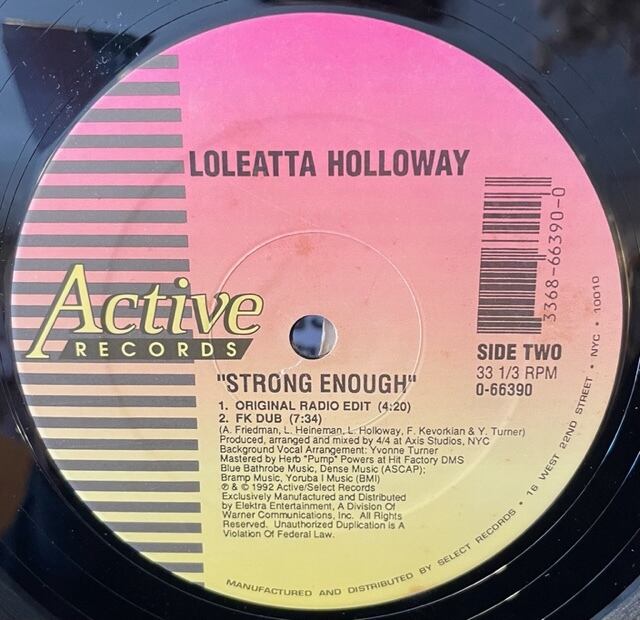 LOLEATTA HOLLOWAY
3368-66390-0
Active
RECORDS
SIDE TWO
33 1/3 RPM
0-66390
"STRONG ENOUGH"
1. ORIGINAL RADIO EDIT (4:20)
2. FK DUB (7:34)
(A. Friedman, L. Heineman, L. Holloway, F. Kevorkian & Y. Turner)
Produced, arranged and mixed by 4/4 at Axis Studios, NYC
Background Vocal Arrangement: Yvonne Turner
Mastered by Herb "Pump" Powers at Hit Factory DMS
Blue Bathrobe Music, Dense Music (ASCAP);
Bramp Music, Yoruba I Music (BMI)
℗ & © 1992 Active/Select Records
Exclusively Manufactured and Distributed
by Elektra Entertainment, A Division Of
Warner Communications, Inc. All Rights
Reserved. Unauthorized Duplication is A
Violation Of Federal Law.
MANUFACTURED AND DISTRIBUTED BY SELECT RECORDS • 16 WEST 22ND STREET • NYC • 10010